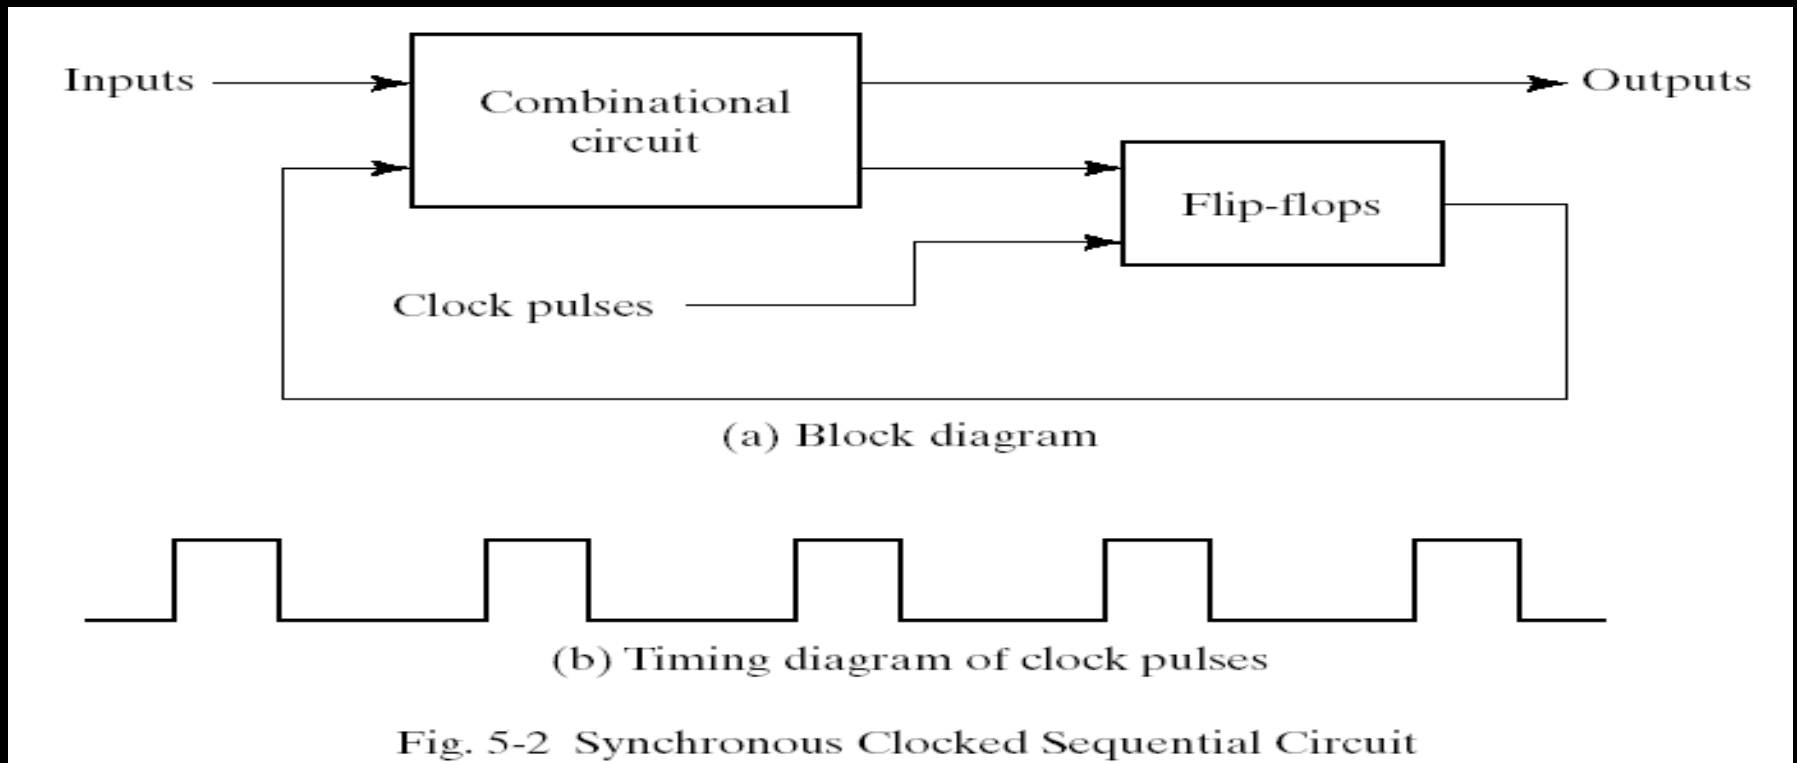 Inputs
Combinational
circuit
Outputs
Flip-flops
Clock pulses
(a) Block diagram
(b) Timing diagram of clock pulses
Fig. 5-2 Synchronous Clocked Sequential Circuit